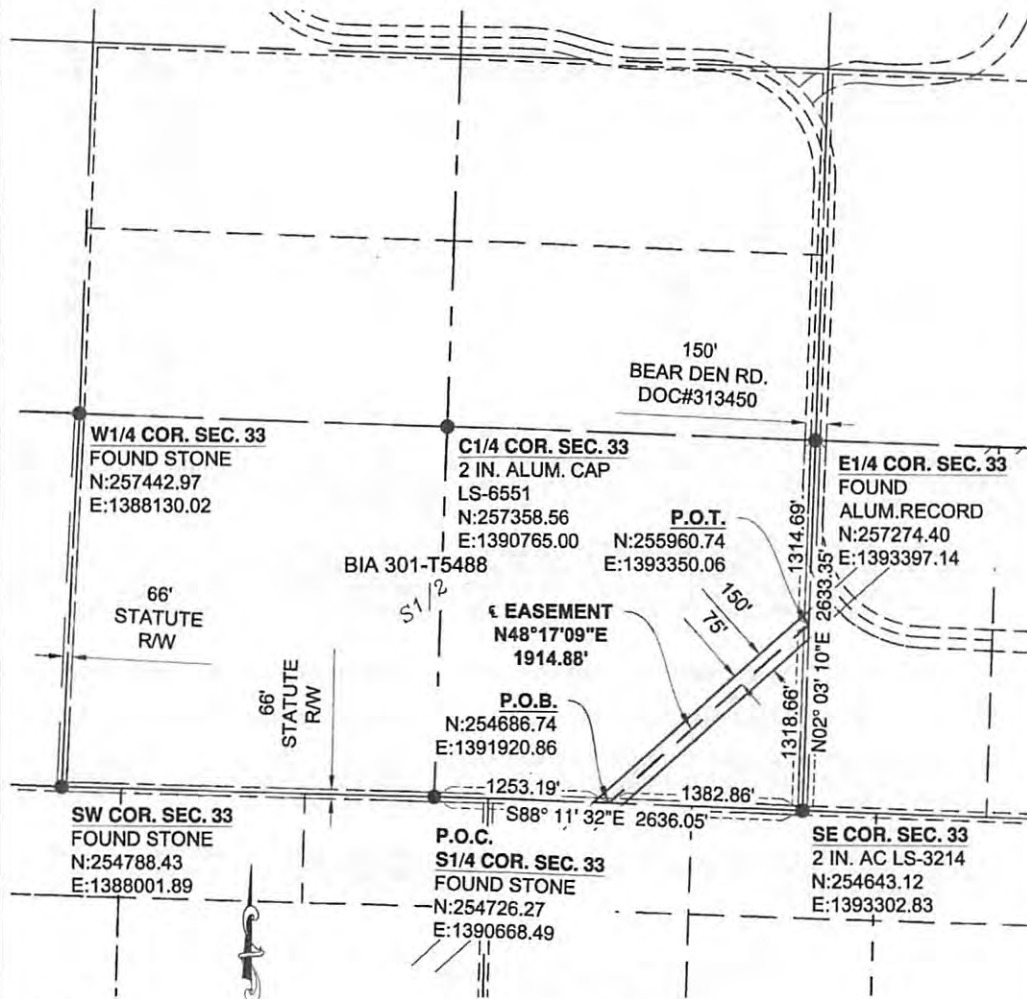 150'
BEAR DEN RD.
DOC#313450
W1/4 COR. SEC. 33
FOUND STONE
N:257442.97
E:1388130.02
C1/4 COR. SEC. 33
2 IN. ALUM. CAP
LS-6551
N:257358.56
E:1390765.00
E1/4 COR. SEC. 33
FOUND
ALUM.RECORD
N:257274.40
E:1393397.14
P.O.T.
N:255960.74
E:1393350.06
1314.69'
BIA 301-T5488
S1/2
66'
STATUTE
R/W
℄ EASEMENT
N48°17'09"E
1914.88'
150'
75'
N02° 03' 10"E 2633.35'
1318.66'
66'
STATUTE
R/W
P.O.B.
N:254686.74
E:1391920.86
1253.19'
1382.86'
S88° 11' 32"E 2636.05'
SW COR. SEC. 33
FOUND STONE
N:254788.43
E:1388001.89
P.O.C.
S1/4 COR. SEC. 33
FOUND STONE
N:254726.27
E:1390668.49
SE COR. SEC. 33
2 IN. AC LS-3214
N:254643.12
E:1393302.83